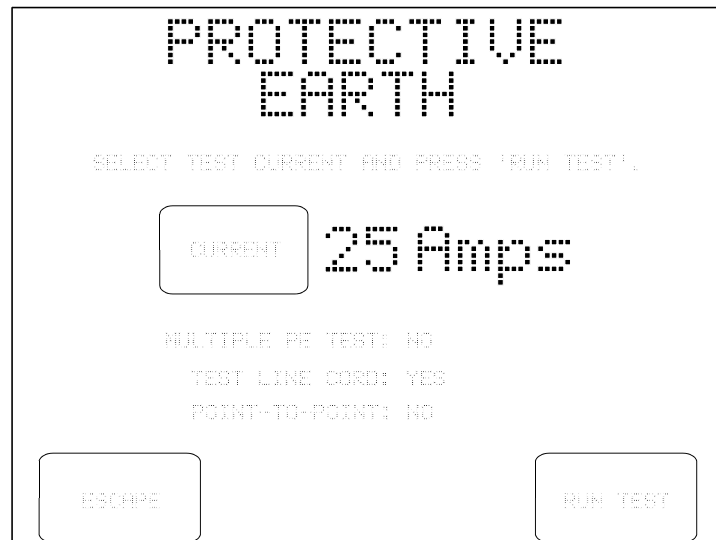 PROTECTIVE
EARTH
SELECT TEST CURRENT AND PRESS 'RUN TEST'.
CURRENT 25 Amps
MULTIPLE PE TEST: NO
TEST LINE CORD: YES
POINT-TO-POINT: NO
ESCAPE RUN TEST